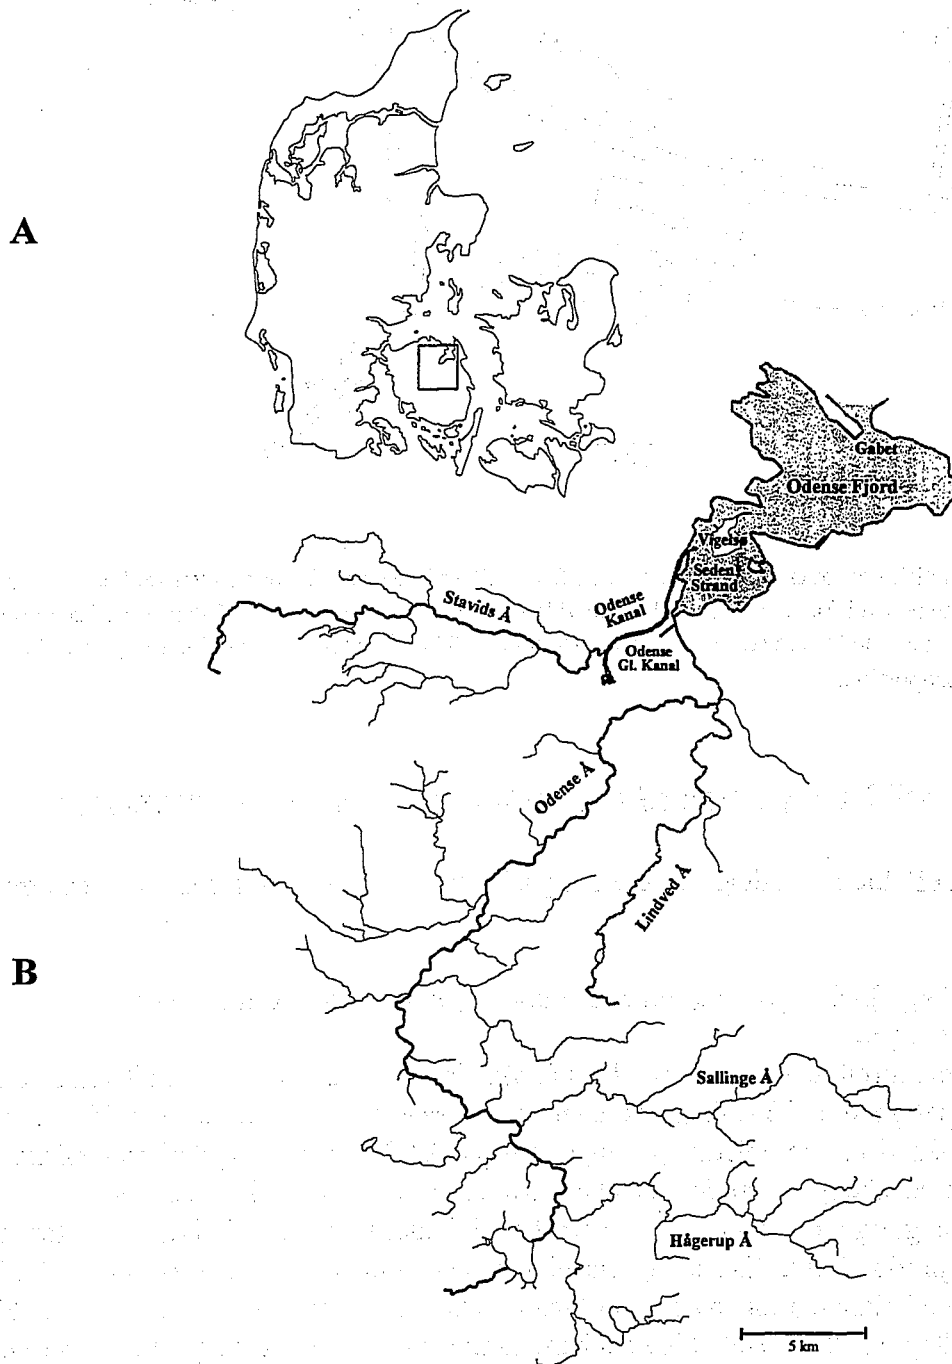 A
Gabet
Odense Fjord
Vigelsø
Seden
Strand
Odense
Kanal
Stavids Å
Odense
Gl. Kanal
Odense Å
Lindved Å
B
Sallinge Å
Hågerup Å
5 km